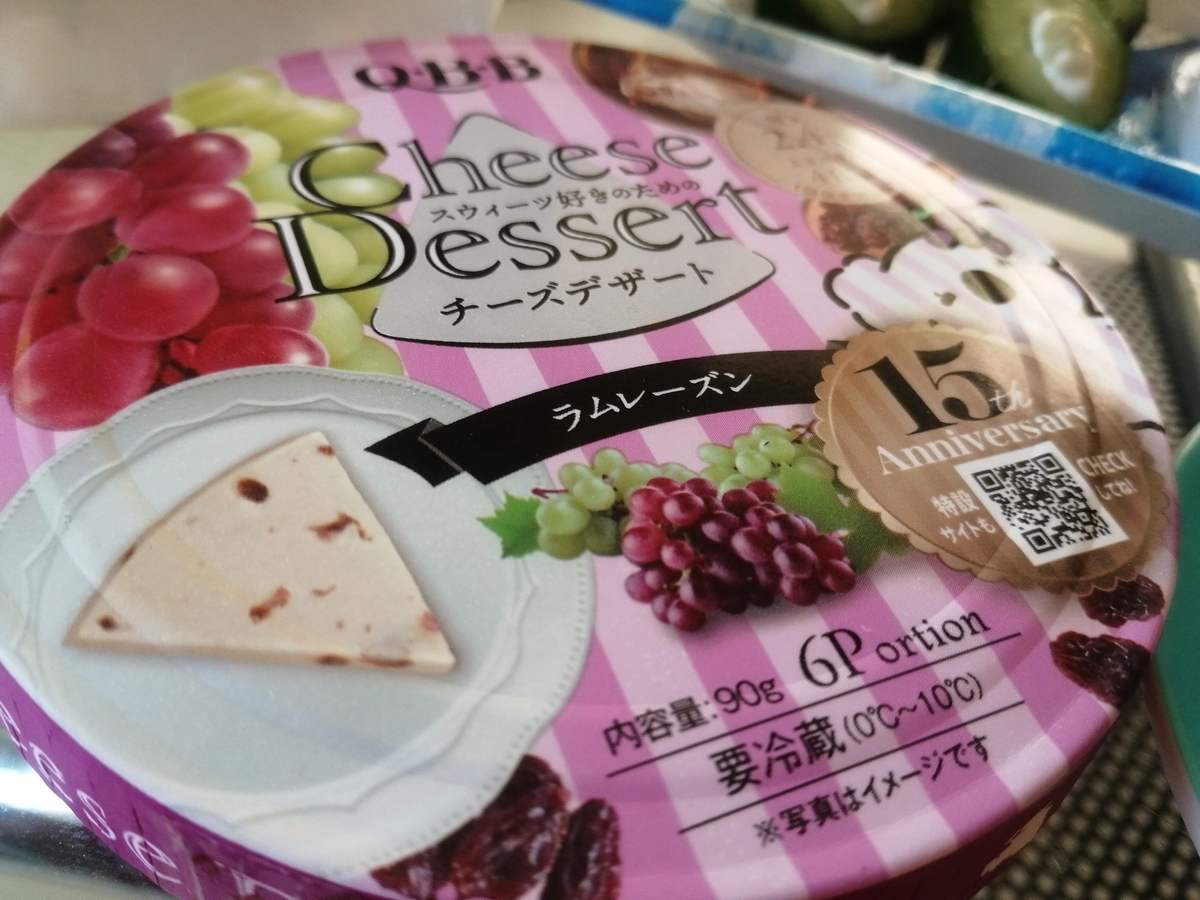 Q・B・B
Cheese
スウィーツ好きのための
Dessert
チーズデザート
ラムレーズン
15th
Anniversary
特設
サイトも
CHECK
してね!
6Portion
内容量:90g
要冷蔵(0℃～10℃)
※写真はイメージです